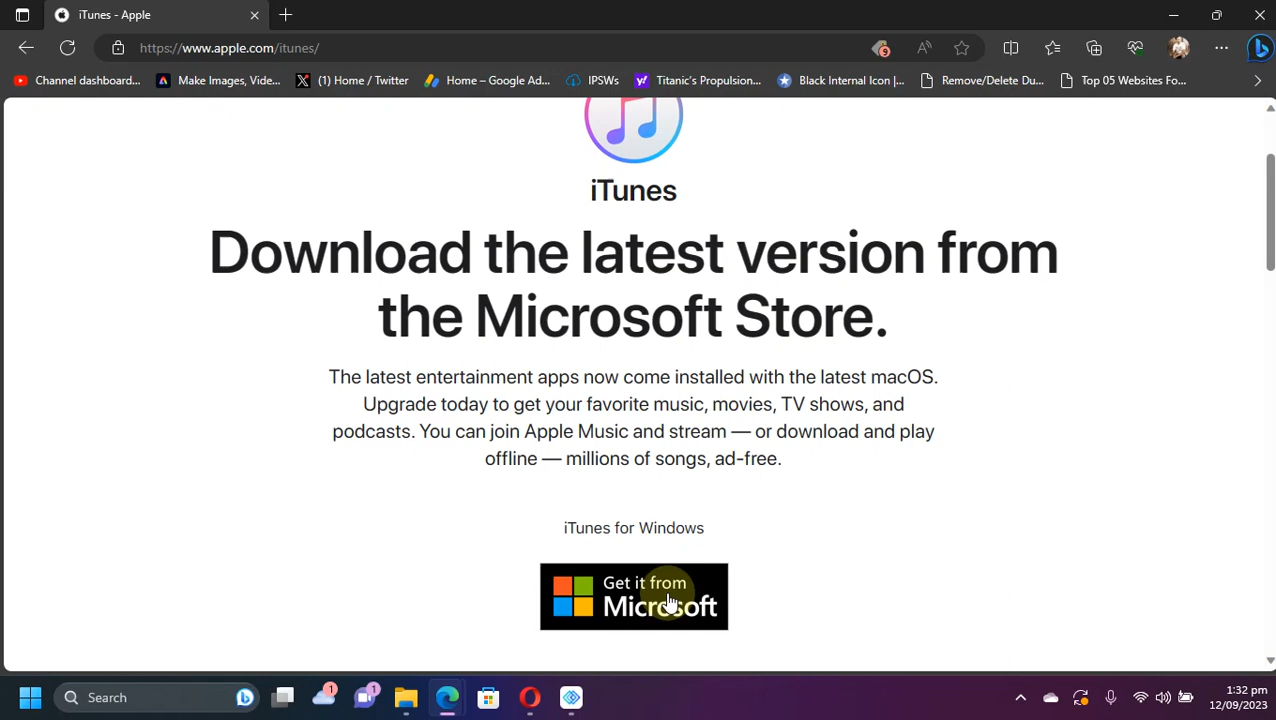 iTunes - Apple
https://www.apple.com/itunes/
9
Channel dashboard...
Make Images, Vide...
(1) Home / Twitter
Home – Google Ad...
IPSWs
Titanic's Propulsion...
Black Internal Icon |...
Remove/Delete Du...
Top 05 Websites Fo...
iTunes
Download the latest version from
the Microsoft Store.
The latest entertainment apps now come installed with the latest macOS.
Upgrade today to get your favorite music, movies, TV shows, and
podcasts. You can join Apple Music and stream — or download and play
offline — millions of songs, ad-free.
iTunes for Windows
Get it from
Microsoft
Search
1
1
1:32 pm
12/09/2023